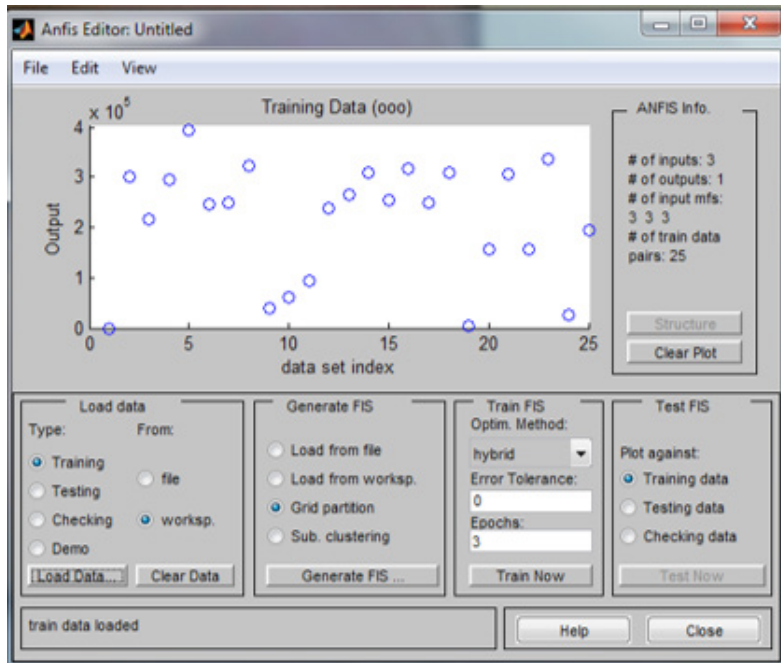 Anfis Editor: Untitled
File Edit View
x 10^5
Training Data (ooo)
4
3
2
1
0
Output
0 5 10 15 20 25
data set index
ANFIS Info.
# of inputs: 3
# of outputs: 1
# of input mfs:
3 3 3
# of train data
pairs: 25
Structure
Clear Plot
Load data
Type: From:
Training
Testing
Checking
Demo
file
worksp.
Load Data...
Clear Data
Generate FIS
Load from file
Load from worksp.
Grid partition
Sub. clustering
Generate FIS ...
Train FIS
Optim. Method:
hybrid
Error Tolerance:
0
Epochs:
3
Train Now
Test FIS
Plot against:
Training data
Testing data
Checking data
Test Now
train data loaded
Help
Close